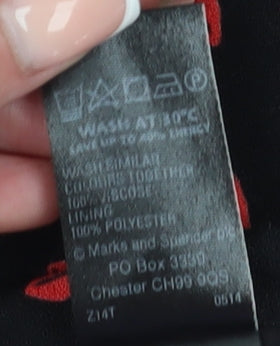 WASH AT 30°C
SAVE UP TO 40% ENERGY
WASH SIMILAR
COLOURS TOGETHER
100% VISCOSE
LINING
100% POLYESTER
© Marks and Spencer plc
PO Box 3339
Chester CH99 9QS
Z14T 0514